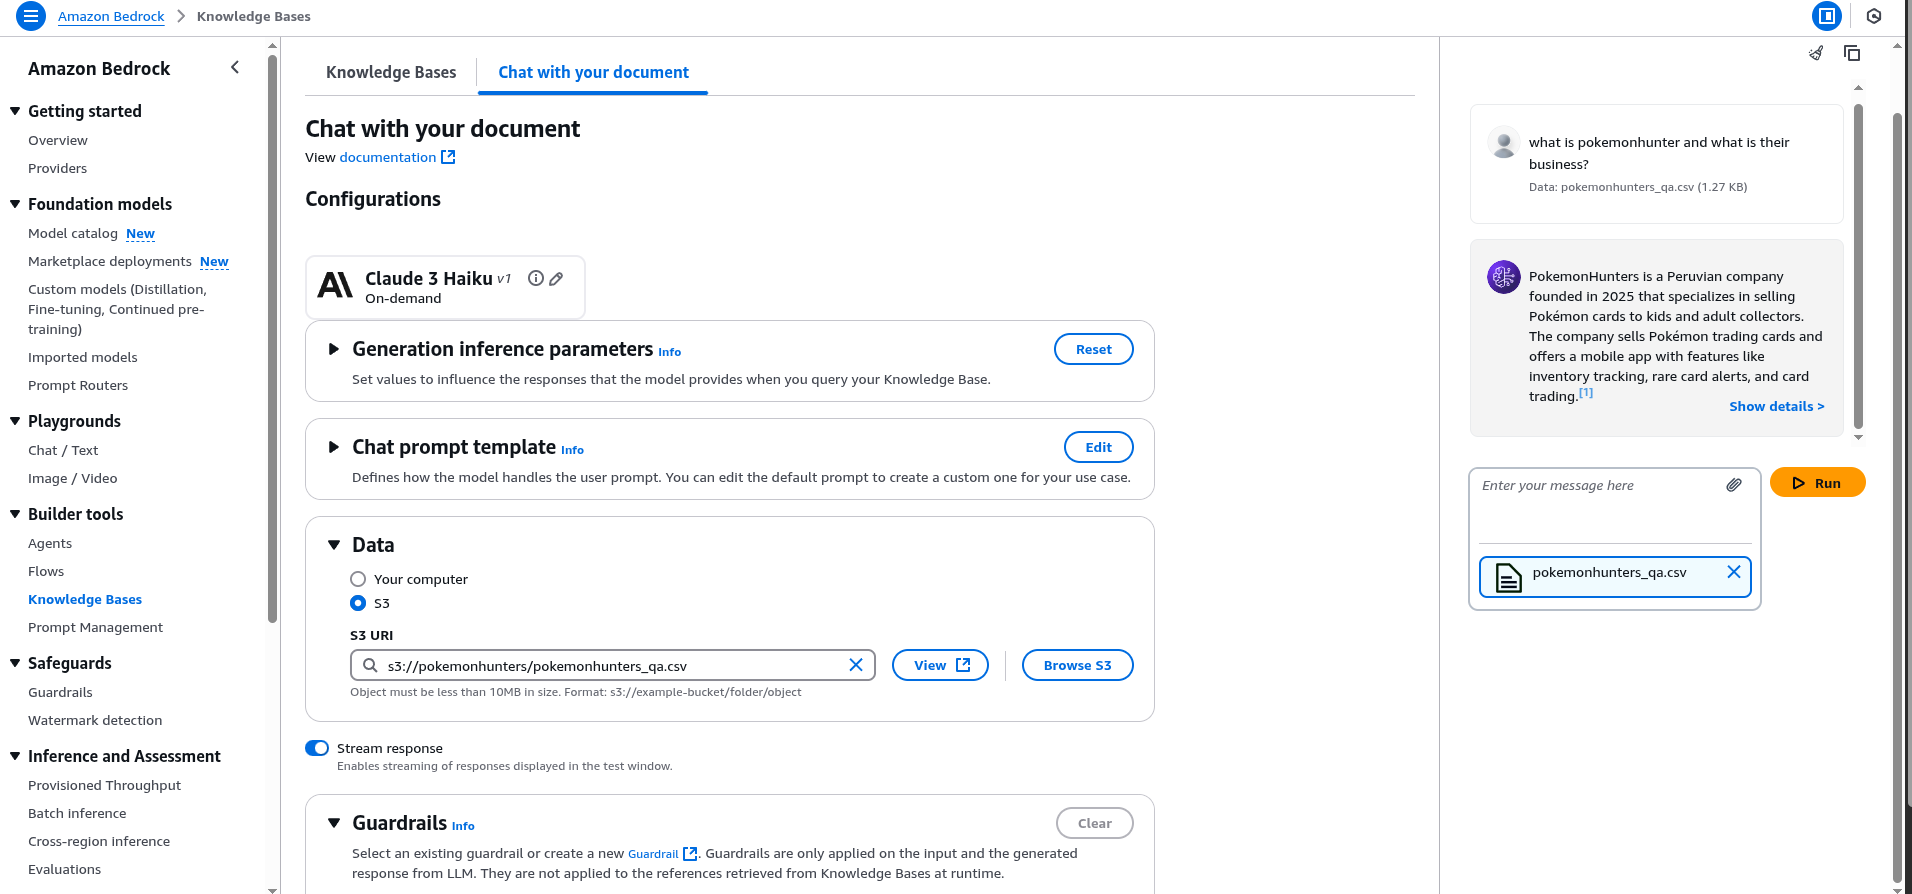 Amazon Bedrock > Knowledge Bases
Amazon Bedrock
Getting started
Overview
Providers
Foundation models
Model catalog New
Marketplace deployments New
Custom models (Distillation,
Fine-tuning, Continued pre-
training)
Imported models
Prompt Routers
Playgrounds
Chat / Text
Image / Video
Builder tools
Agents
Flows
Knowledge Bases
Prompt Management
Safeguards
Guardrails
Watermark detection
Inference and Assessment
Provisioned Throughput
Batch inference
Cross-region inference
Evaluations
Knowledge Bases
Chat with your document
Chat with your document
View documentation
Configurations
Claude 3 Haiku v1
On-demand
Generation inference parameters Info
Reset
Set values to influence the responses that the model provides when you query your Knowledge Base.
Chat prompt template Info
Edit
Defines how the model handles the user prompt. You can edit the default prompt to create a custom one for your use case.
Data
Your computer
S3
S3 URI
s3://pokemonhunters/pokemonhunters_qa.csv
View
Browse S3
Object must be less than 10MB in size. Format: s3://example-bucket/folder/object
Stream response
Enables streaming of responses displayed in the test window.
Guardrails Info
Clear
Select an existing guardrail or create a new Guardrail . Guardrails are only applied on the input and the generated
response from LLM. They are not applied to the references retrieved from Knowledge Bases at runtime.
what is pokemonhunter and what is their
business?
Data: pokemonhunters_qa.csv (1.27 KB)
PokemonHunters is a Peruvian company
founded in 2025 that specializes in selling
Pokémon cards to kids and adult collectors.
The company sells Pokémon trading cards and
offers a mobile app with features like
inventory tracking, rare card alerts, and card
trading.[1]
Show details >
Enter your message here
Run
pokemonhunters_qa.csv